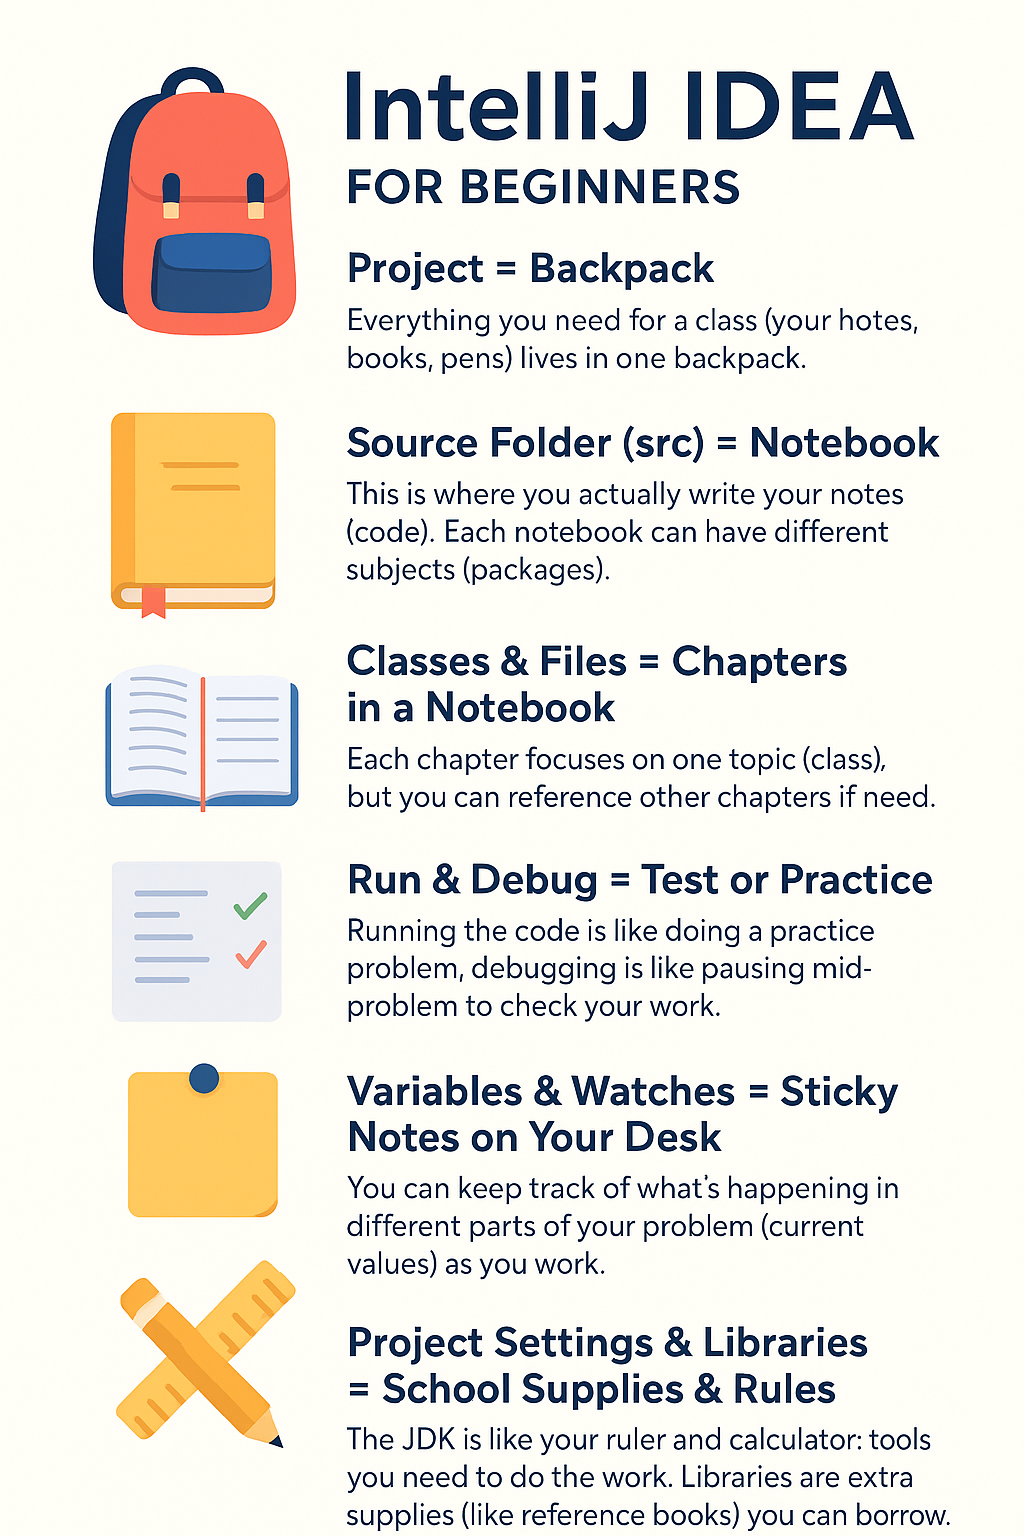 IntelliJ IDEA
FOR BEGINNERS
Project = Backpack
Everything you need for a class (your hotes,
books, pens) lives in one backpack.
Source Folder (src) = Notebook
This is where you actually write your notes
(code). Each notebook can have different
subjects (packages).
Classes & Files = Chapters
in a Notebook
Each chapter focuses on one topic (class),
but you can reference other chapters if need.
Run & Debug = Test or Practice
Running the code is like doing a practice
problem, debugging is like pausing mid-
problem to check your work.
Variables & Watches = Sticky
Notes on Your Desk
You can keep track of what's happening in
different parts of your problem (current
values) as you work.
Project Settings & Libraries
= School Supplies & Rules
The JDK is like your ruler and calculator: tools
you need to do the work. Libraries are extra
supplies (like reference books) you can borrow.